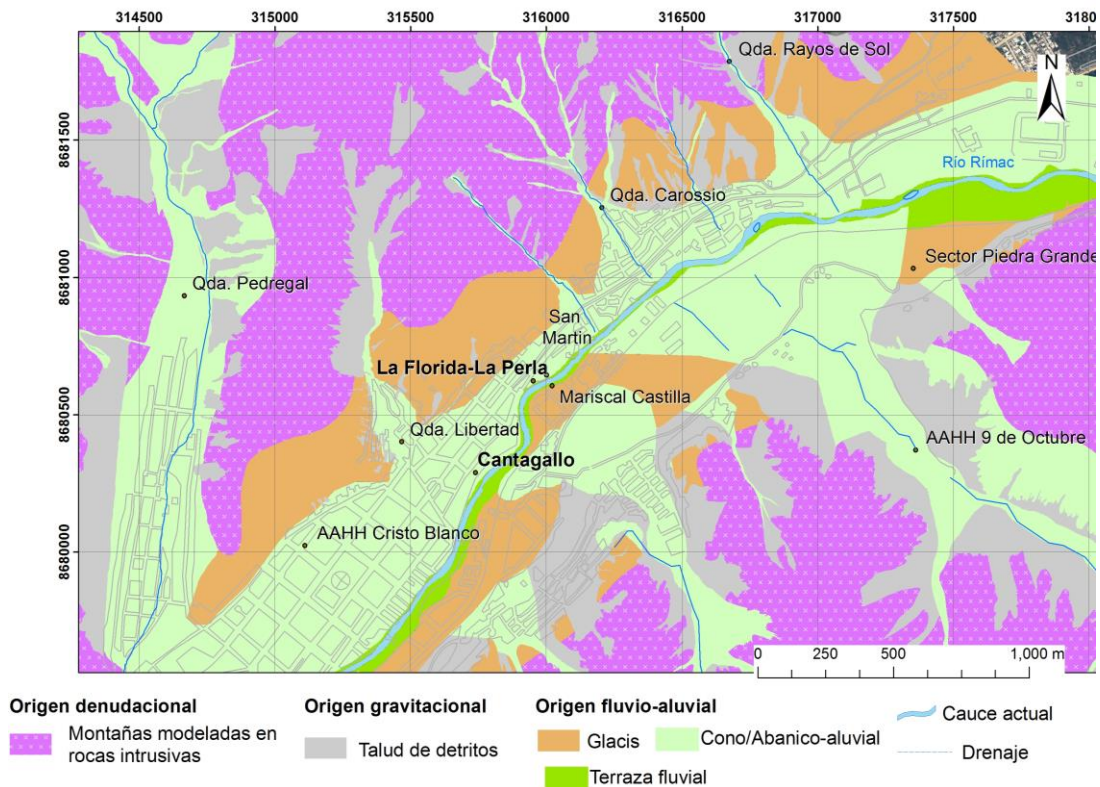 314500 315000 315500 316000 316500 317000 317500 3180
8681500
8681000
8680500
8680000
Qda. Rayos de Sol
N
Río Rímac
Qda. Carossio
Sector Piedra Grande
Qda. Pedregal
San
Martin
La Florida-La Perla
Mariscal Castilla
Qda. Libertad
AAHH 9 de Octubre
Cantagallo
AAHH Cristo Blanco
0 250 500 1,000 m
Origen denudacional
Montañas modeladas en
rocas intrusivas
Origen gravitacional
Talud de detritos
Origen fluvio-aluvial
Glacis
Cono/Abanico-aluvial
Terraza fluvial
Cauce actual
Drenaje